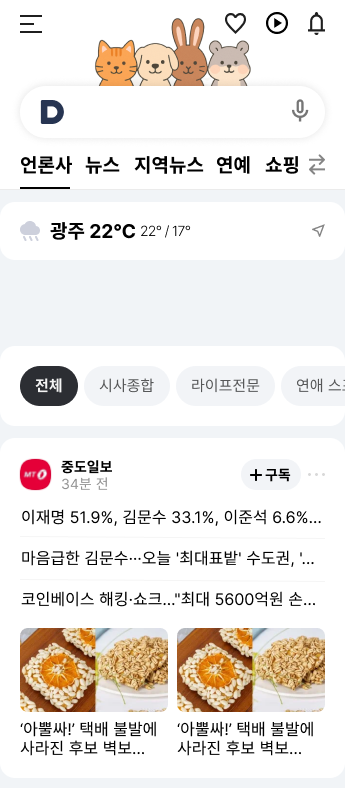 D
언론사 뉴스 지역뉴스 연예 쇼핑
광주 22°C 22° / 17°
전체 시사종합 라이프전문 연애 스포
MT
중도일보
34분 전
+ 구독
이재명 51.9%, 김문수 33.1%, 이준석 6.6%...
마음급한 김문수…오늘 '최대표밭' 수도권, '...
코인베이스 해킹·쇼크…"최대 5600억원 손...
‘아뿔싸!’ 택배 불발에
사라진 후보 벽보...
‘아뿔싸!’ 택배 불발에
사라진 후보 벽보...